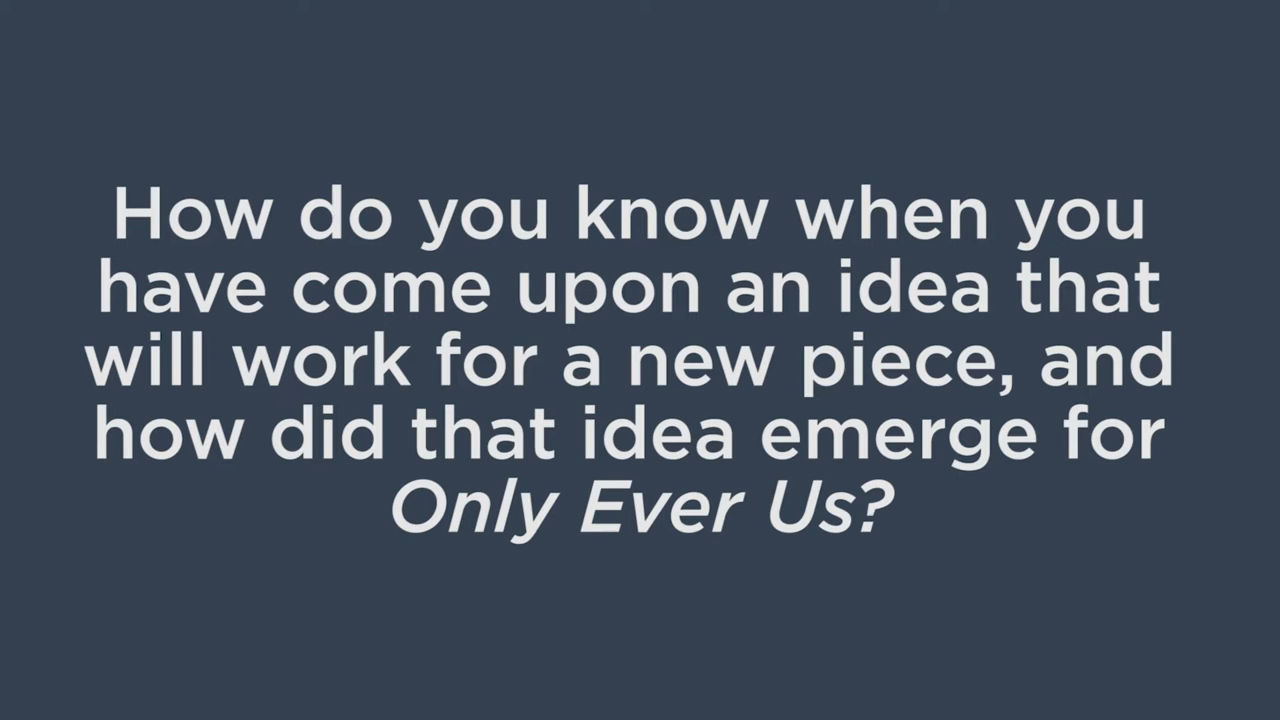 How do you know when you
have come upon an idea that
will work for a new piece, and
how did that idea emerge for
Only Ever Us?